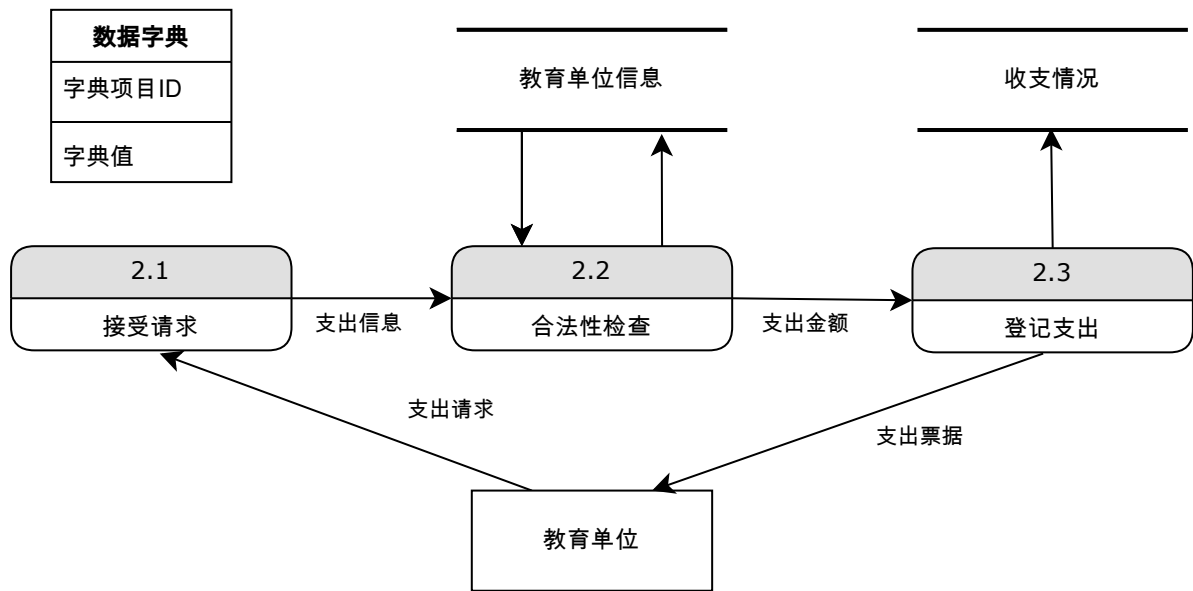 数据字典
字典项目ID
字典值
教育单位信息
收支情况
2.1
接受请求
支出信息
2.2
合法性检查
支出金额
2.3
登记支出
支出请求
支出票据
教育单位